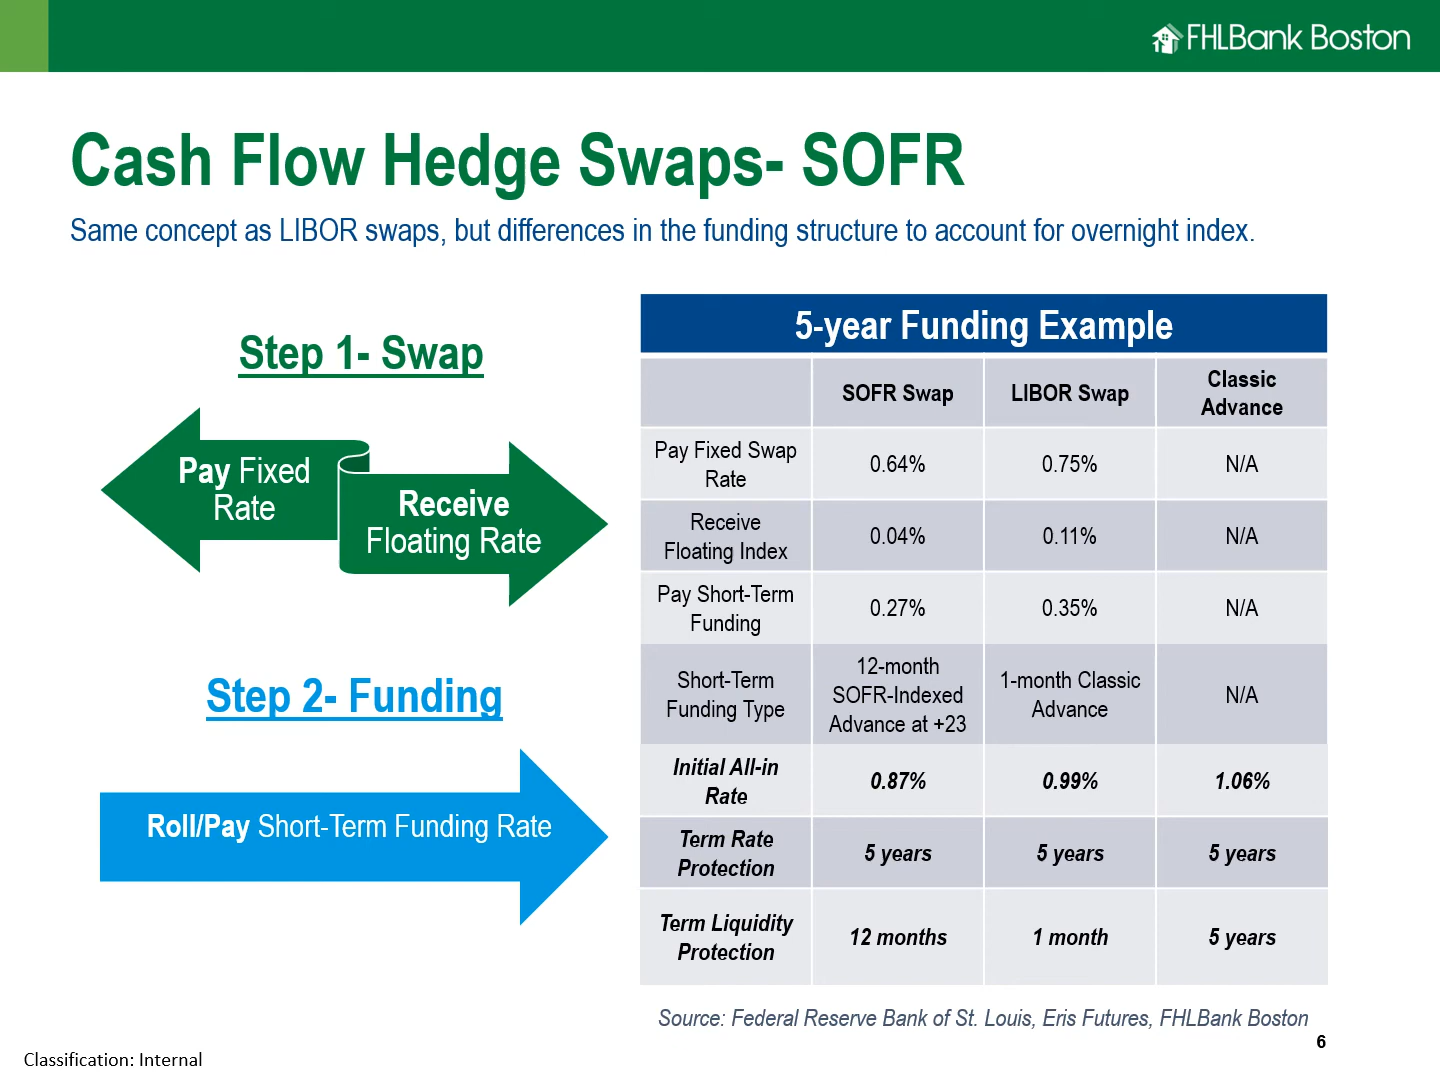 FHLBank Boston
Cash Flow Hedge Swaps- SOFR
Same concept as LIBOR swaps, but differences in the funding structure to account for overnight index.
Step 1- Swap
Pay Fixed
Rate
Receive
Floating Rate
Step 2- Funding
Roll/Pay Short-Term Funding Rate
5-year Funding Example
SOFR Swap
LIBOR Swap
Classic
Advance
Pay Fixed Swap
Rate
0.64%
0.75%
N/A
Receive
Floating Index
0.04%
0.11%
N/A
Pay Short-Term
Funding
0.27%
0.35%
N/A
Short-Term
Funding Type
12-month
SOFR-Indexed
Advance at +23
1-month Classic
Advance
N/A
Initial All-in
Rate
0.87%
0.99%
1.06%
Term Rate
Protection
5 years
5 years
5 years
Term Liquidity
Protection
12 months
1 month
5 years
Source: Federal Reserve Bank of St. Louis, Eris Futures, FHLBank Boston
6
Classification: Internal